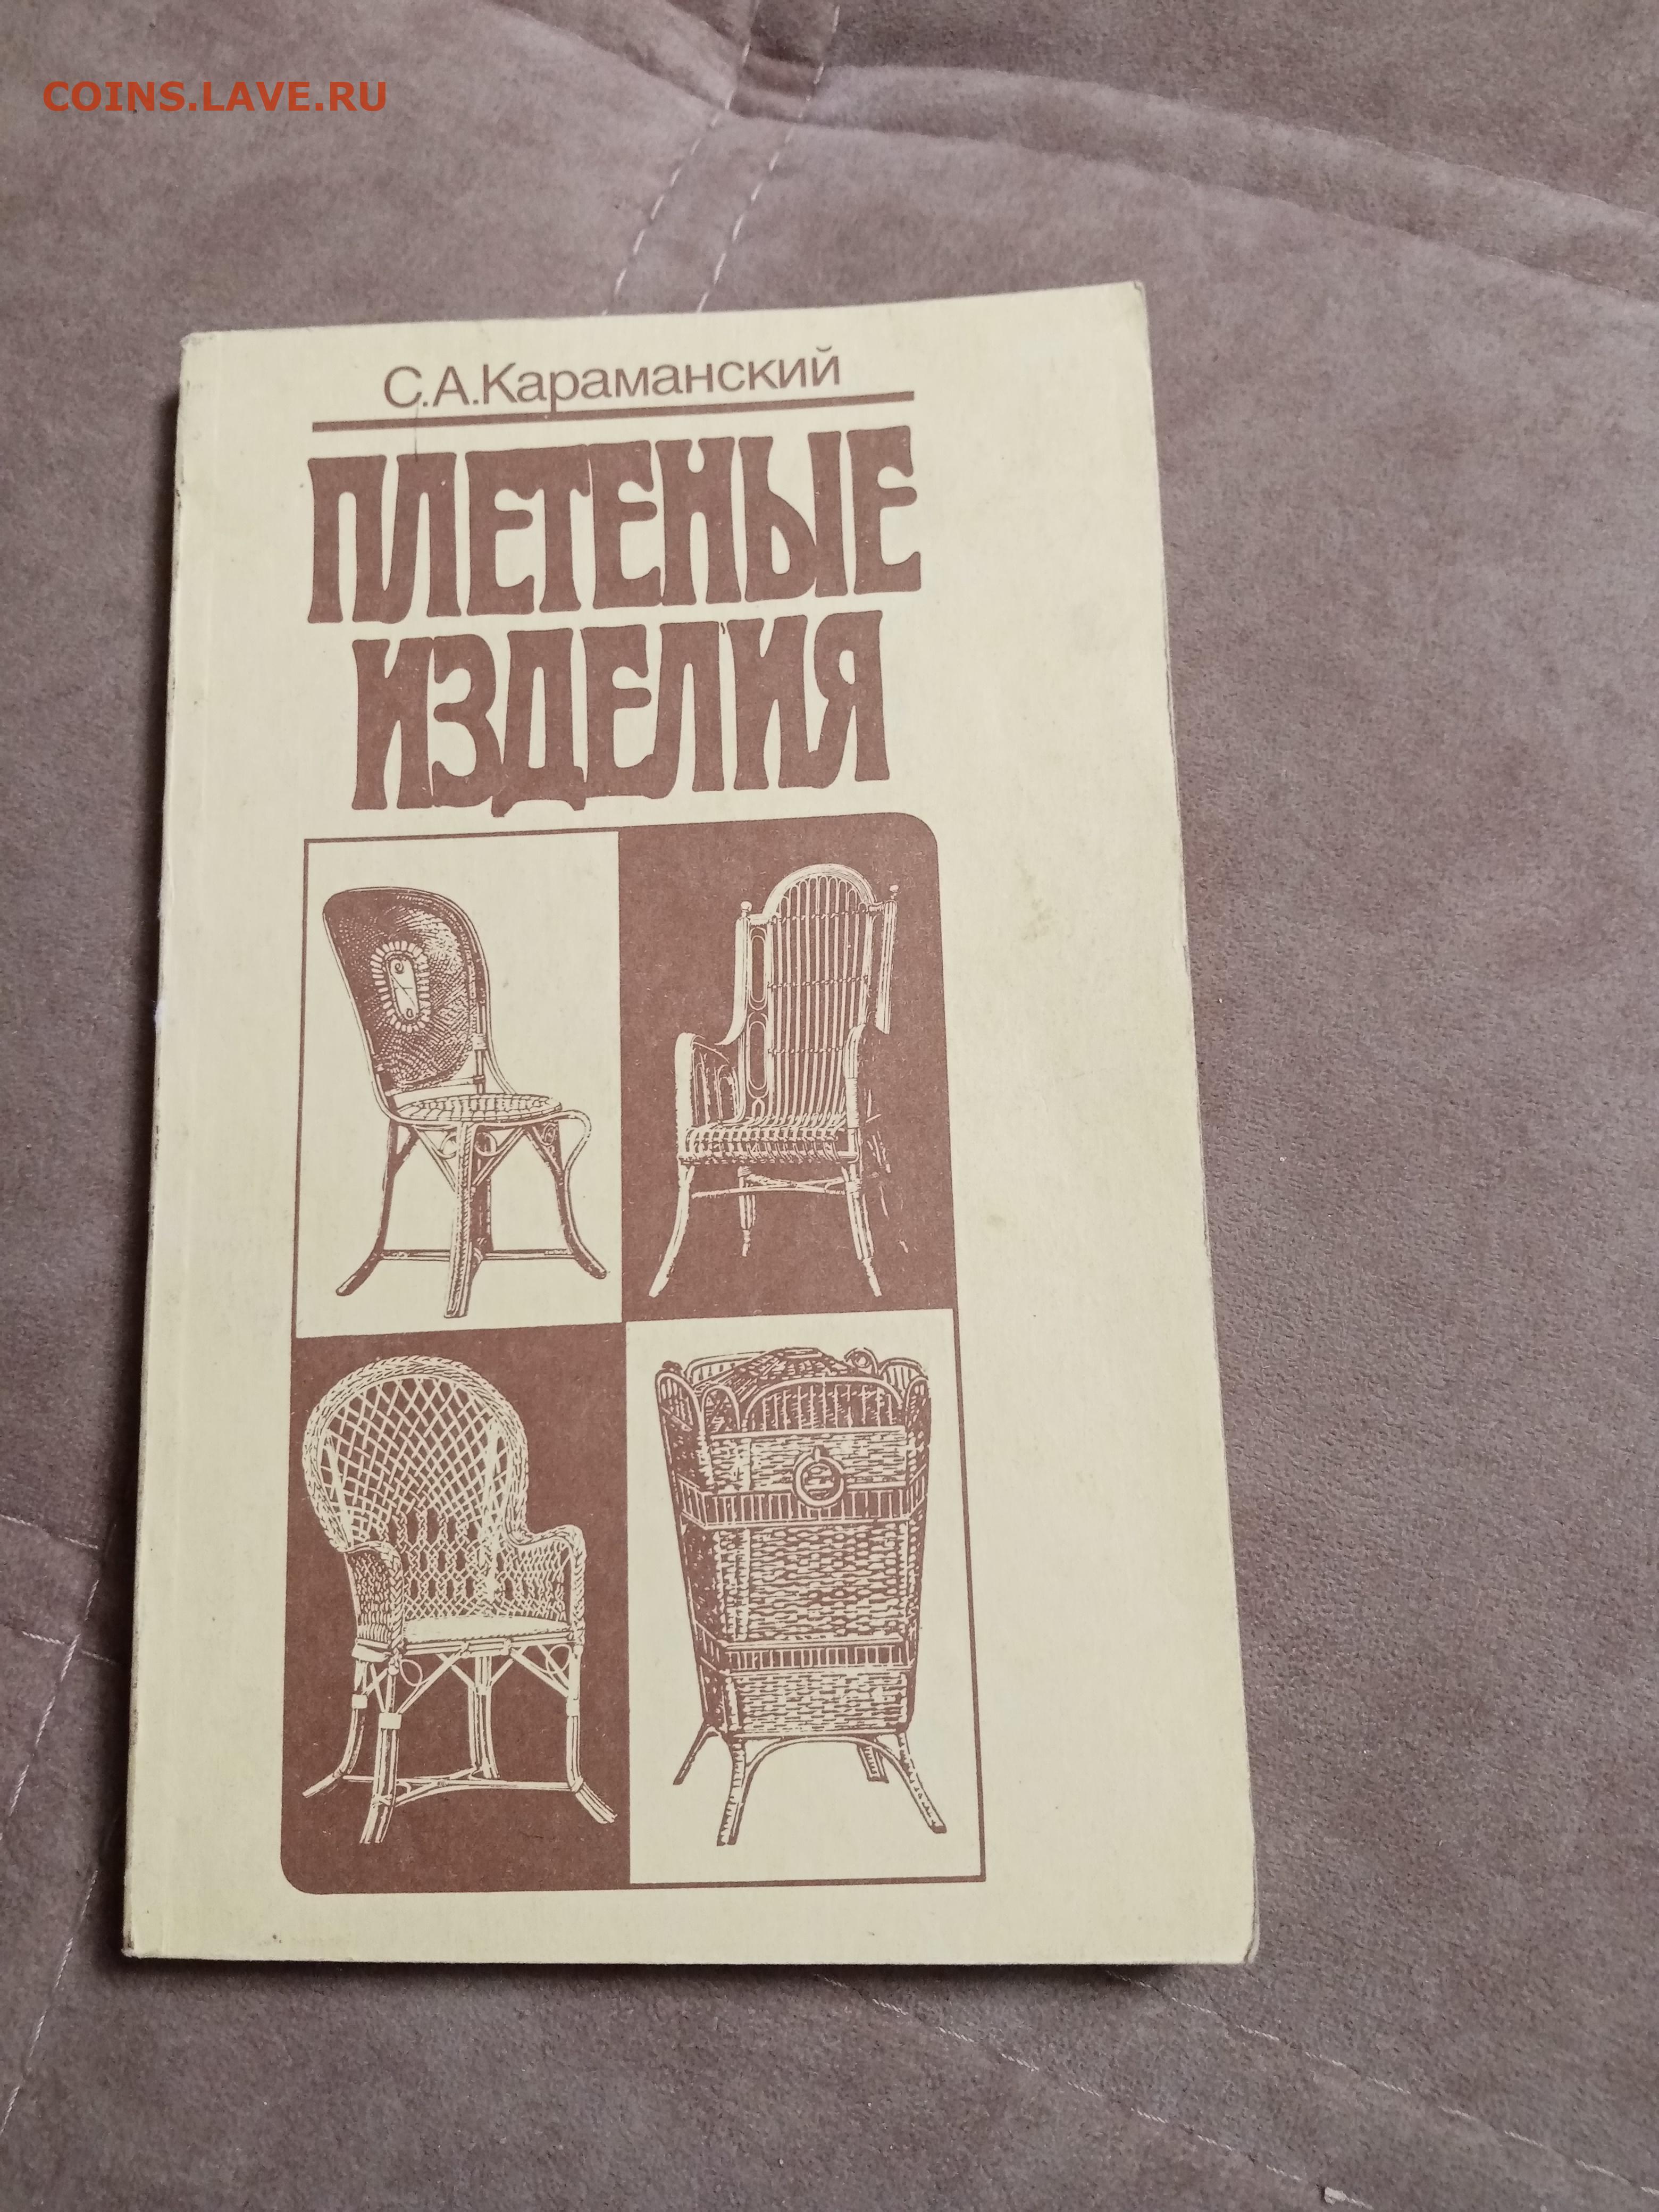 COINS.LAVE.RU
С.А.Караманский
ПЛЕТЕНЫЕ
ИЗДЕЛИЯ